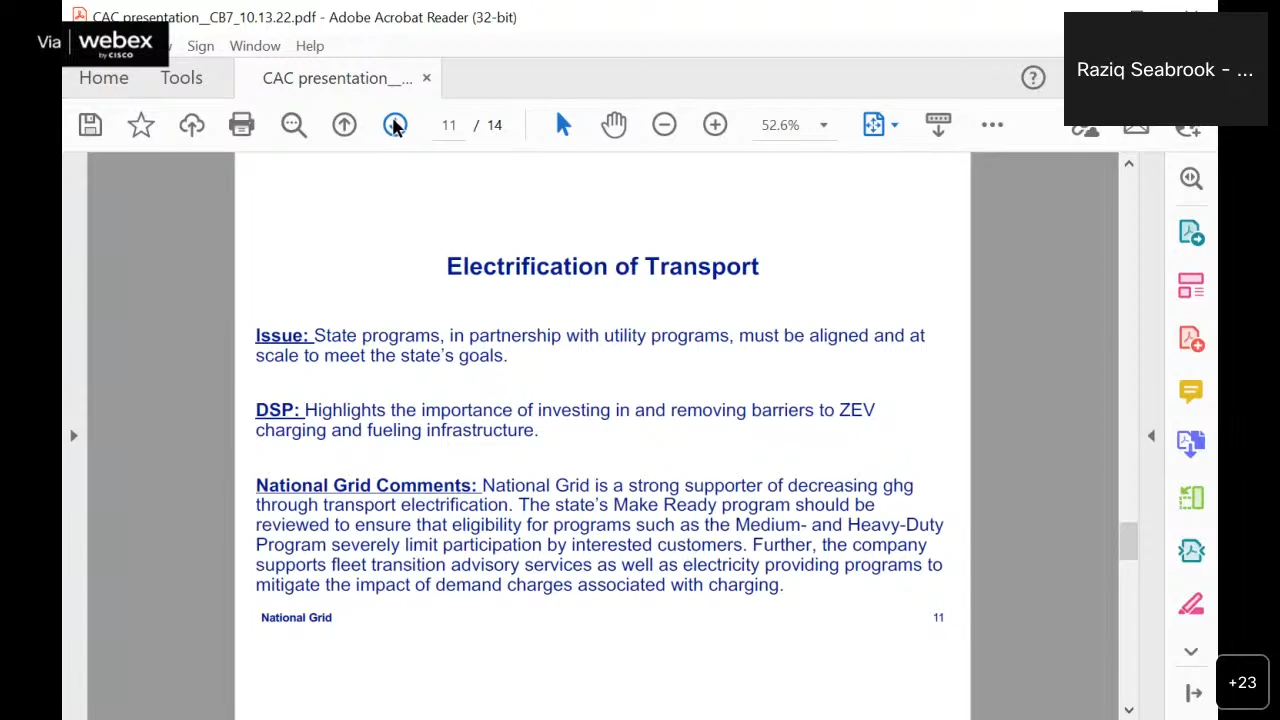 CAC presentation__CB7_10.13.22.pdf - Adobe Acrobat Reader (32-bit)
Via webex
by CISCO
Sign Window Help
Raziq Seabrook - ...
Home Tools CAC presentation__... ×
?
11 / 14 52.6%
Electrification of Transport
Issue: State programs, in partnership with utility programs, must be aligned and at
scale to meet the state’s goals.
DSP: Highlights the importance of investing in and removing barriers to ZEV
charging and fueling infrastructure.
National Grid Comments: National Grid is a strong supporter of decreasing ghg
through transport electrification. The state’s Make Ready program should be
reviewed to ensure that eligibility for programs such as the Medium- and Heavy-Duty
Program severely limit participation by interested customers. Further, the company
supports fleet transition advisory services as well as electricity providing programs to
mitigate the impact of demand charges associated with charging.
National Grid 11
+23